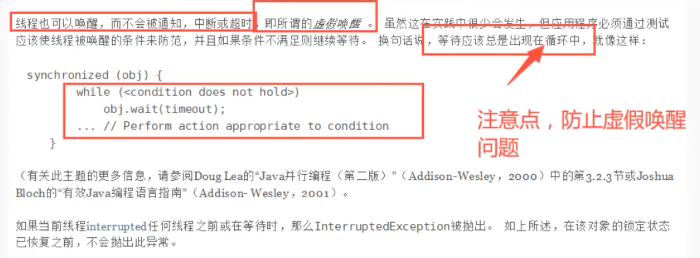 线程也可以唤醒，而不会被通知，中断或超时，即所谓的虚假唤醒 。 虽然这在实践中很少会发生，但应用程序必须通过测试
应该使线程被唤醒的条件来防范，并且如果条件不满足则继续等待。 换句话说，等待应该总是出现在循环中，就像这样：
synchronized (obj) {
while (<condition does not hold>)
obj.wait(timeout);
... // Perform action appropriate to condition
}
注意点，防止虚假唤醒
问题
（有关此主题的更多信息，请参阅Doug Lea的“Java并行编程（第二版）”（Addison-Wesley，2000）中的第3.2.3节或Joshua
Bloch的“有效Java编程语言指南”（Addison- Wesley，2001）。
如果当前线程interrupted任何线程之前或在等待时，那么InterruptedException被抛出。 如上所述，在该对象的锁定状态
已恢复之前，不会抛出此异常。